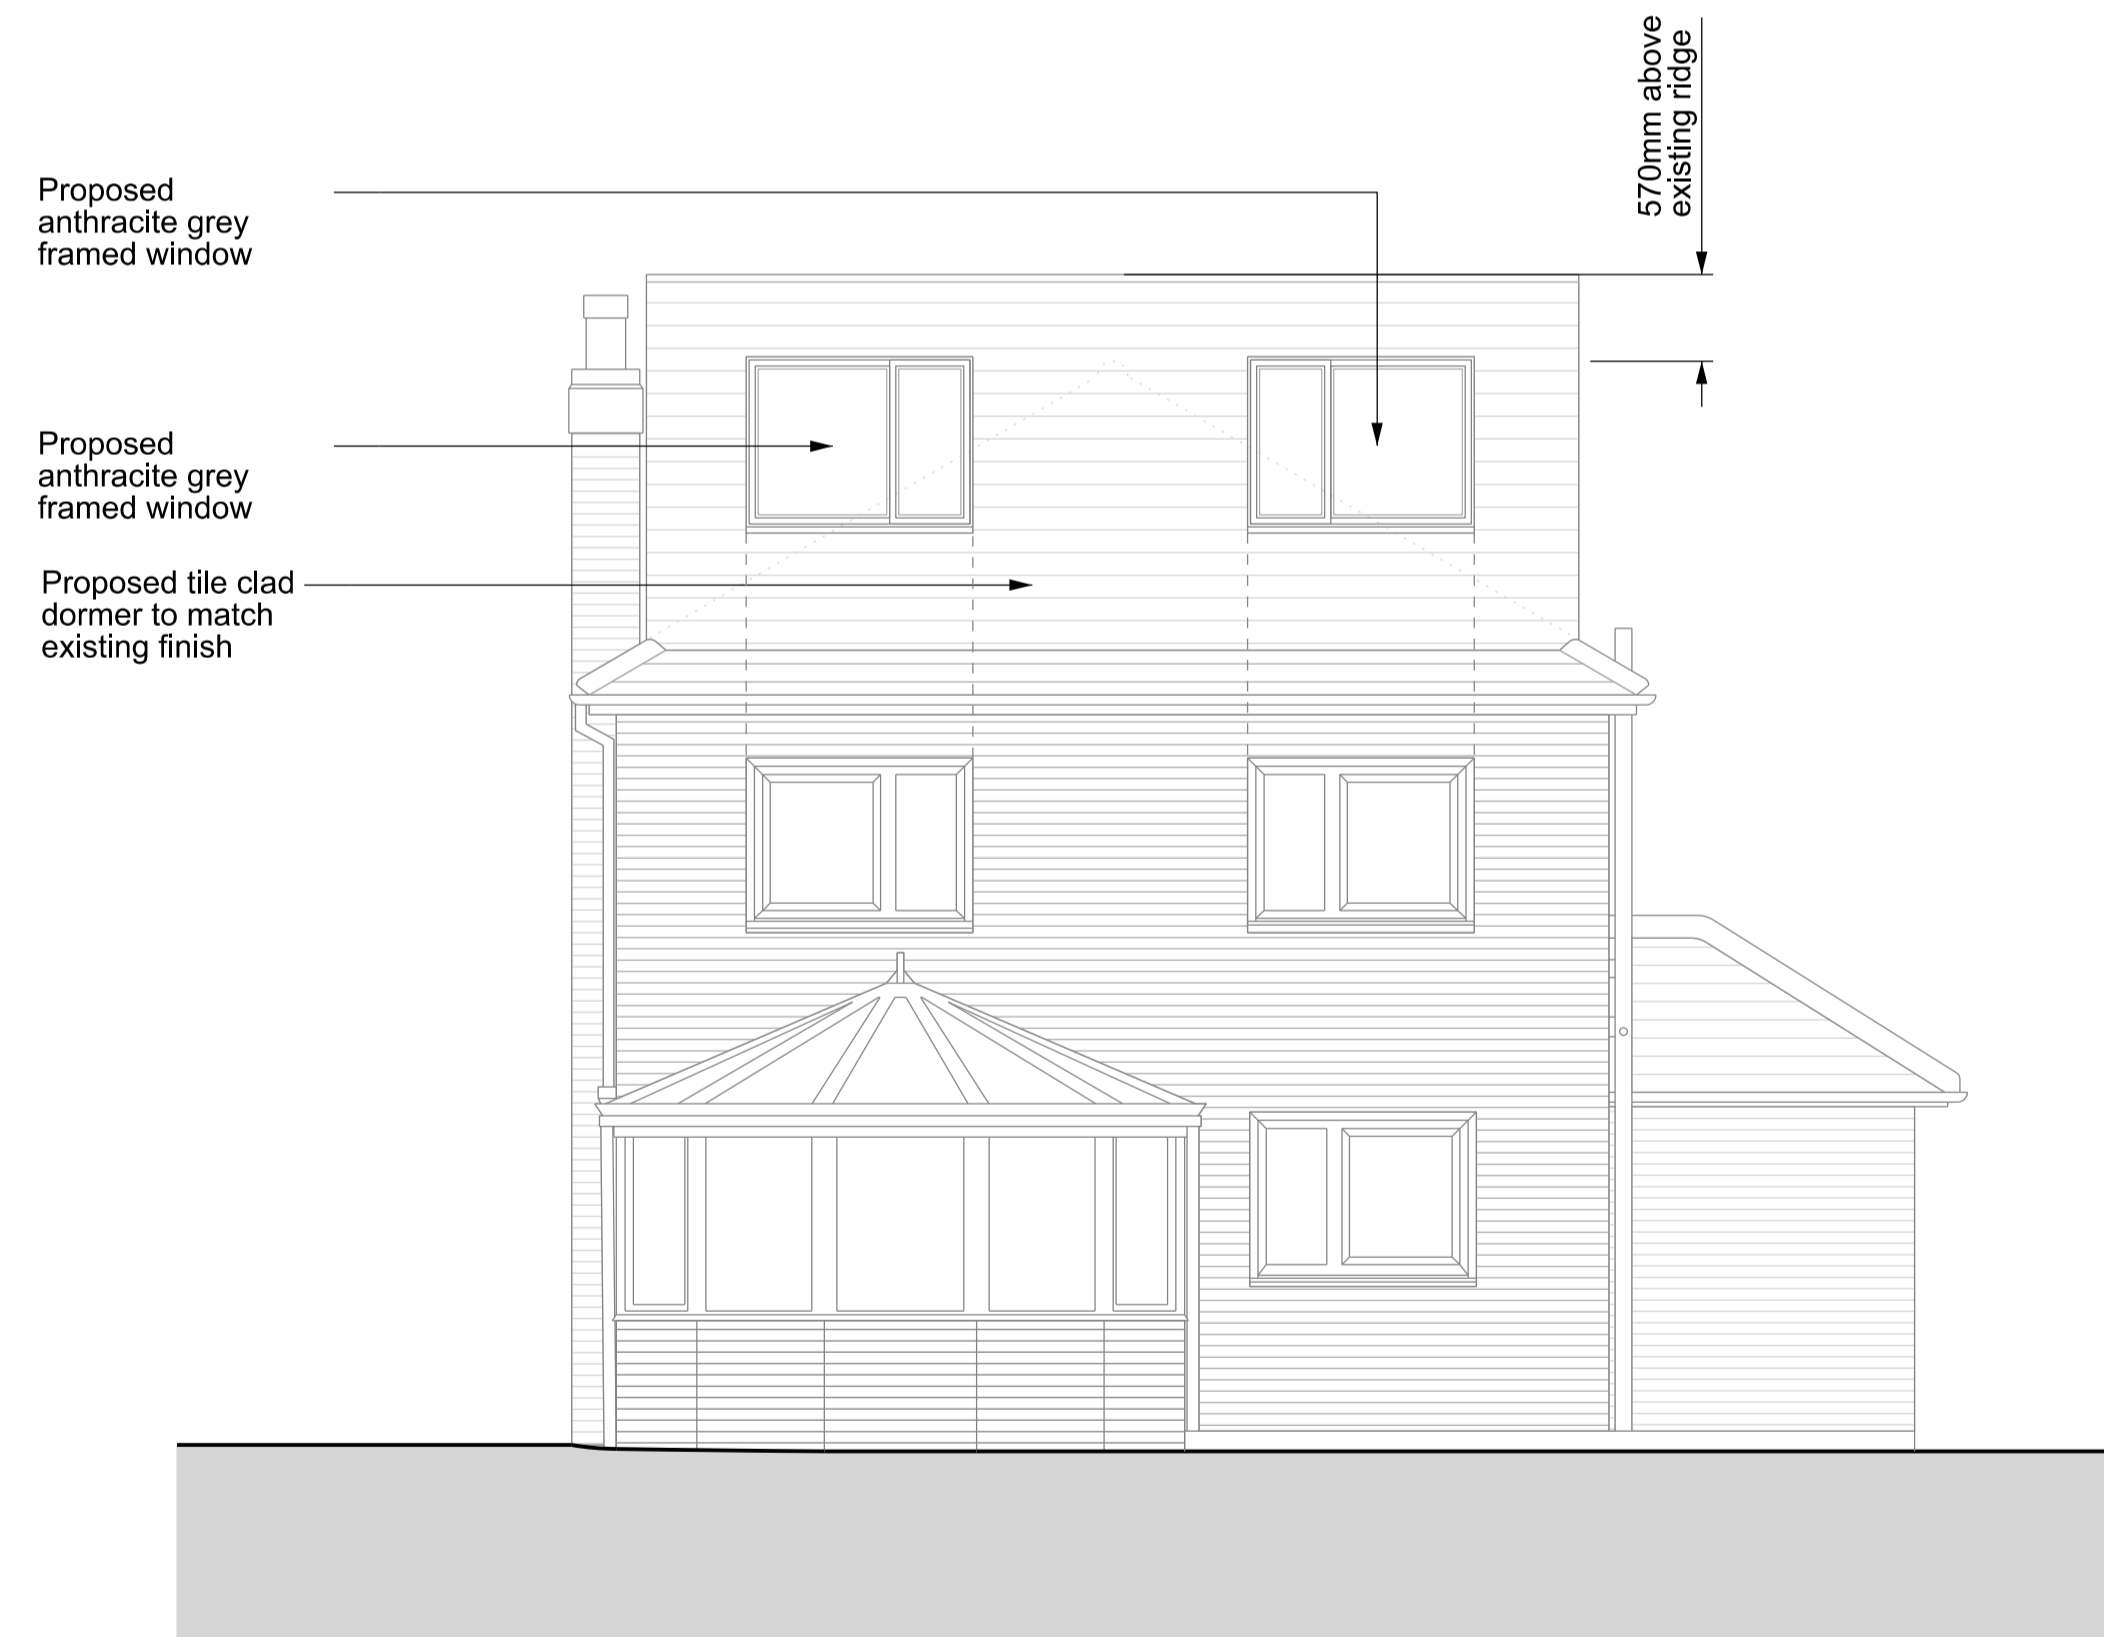 570mm above
existing ridge
Proposed
anthracite grey
framed window
Proposed
anthracite grey
framed window
Proposed tile clad
dormer to match
existing finish